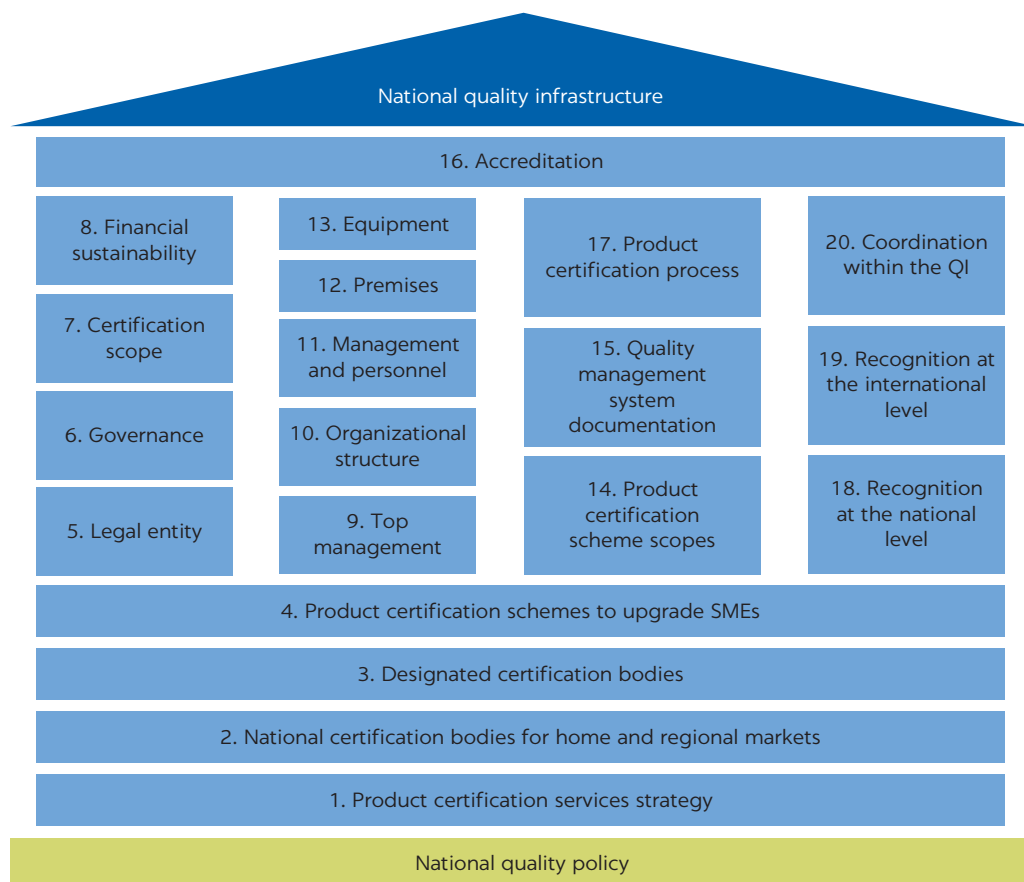 National quality infrastructure
16. Accreditation
8. Financial
sustainability
7. Certification
scope
6. Governance
5. Legal entity
13. Equipment
12. Premises
11. Management
and personnel
10. Organizational
structure
9. Top
management
17. Product
certification process
15. Quality
management
system
documentation
14. Product
certification
scheme scopes
20. Coordination
within the QI
19. Recognition at
the international
level
18. Recognition
at the national
level
4. Product certification schemes to upgrade SMEs
3. Designated certification bodies
2. National certification bodies for home and regional markets
1. Product certification services strategy
National quality policy